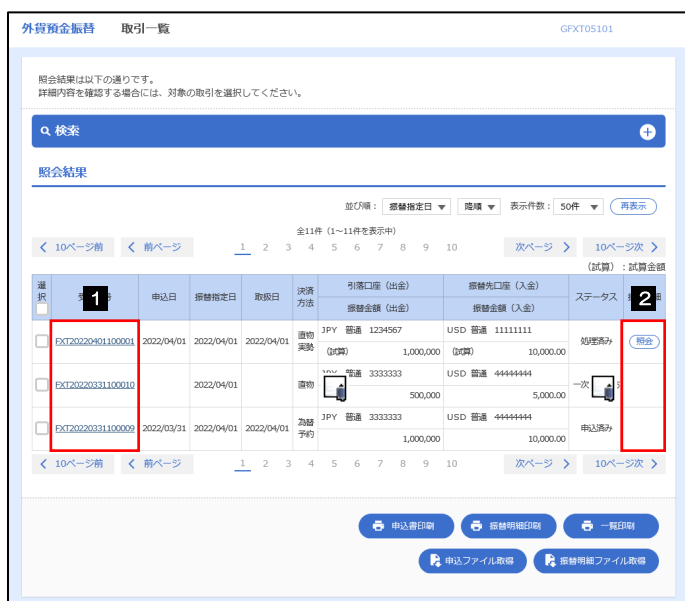 外貨預金振替 取引一覧 GFXT05101
照会結果は以下の通りです。
詳細内容を確認する場合には、対象の取引を選択してください。
検索
照会結果
並び順: 振替指定日 降順 表示件数: 50件 再表示
全11件(1~11件を表示中)
10ページ前 前ページ 1 2 3 4 5 6 7 8 9 10 次ページ 10ページ次
(試算):試算金額
選択 1 申込日 振替指定日 取扱日 決済方法 引落口座(出金) 振替先口座(入金) ステータス 2
振替金額(出金) 振替金額(入金)
FXT20220401100001 2022/04/01 2022/04/01 2022/04/01 直物実勢 JPY 普通 1234567 USD 普通 11111111 処理済み 照会
(試算) 1,000,000 (試算) 10,000.00
FXT20220331100010 2022/04/01 直物 普通 3333333 USD 普通 44444444 一次
500,000 5,000.00
FXT20220331100009 2022/03/31 2022/04/01 2022/04/01 為替予約 JPY 普通 3333333 USD 普通 44444444 申込済み
1,000,000 10,000.00
10ページ前 前ページ 1 2 3 4 5 6 7 8 9 10 次ページ 10ページ次
申込書印刷 振替明細印刷 一覧印刷
申込ファイル取得 振替明細ファイル取得